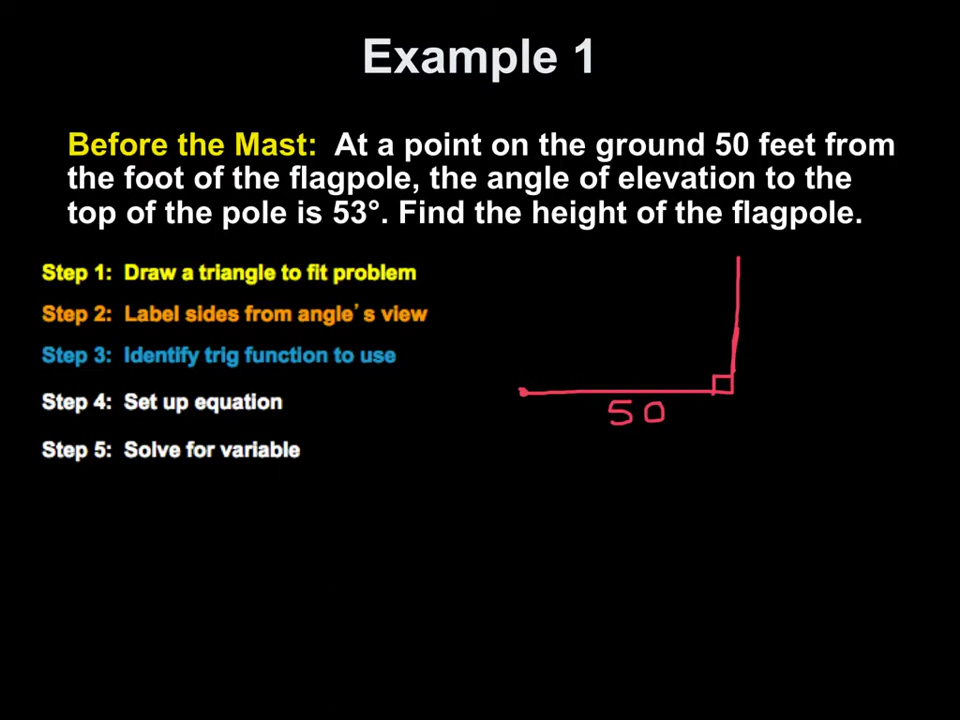 Example 1
Before the Mast: At a point on the ground 50 feet from
the foot of the flagpole, the angle of elevation to the
top of the pole is 53°. Find the height of the flagpole.
Step 1: Draw a triangle to fit problem
Step 2: Label sides from angle’s view
Step 3: Identify trig function to use
Step 4: Set up equation
Step 5: Solve for variable
50